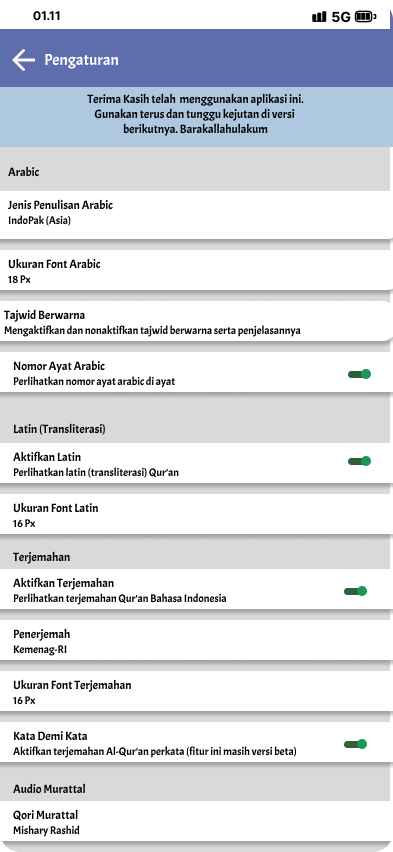 01.11
5G
Pengaturan
Terima Kasih telah menggunakan aplikasi ini.
Gunakan terus dan tunggu kejutan di versi
berikutnya. Barakallahulakum
Arabic
Jenis Penulisan Arabic
IndoPak (Asia)
Ukuran Font Arabic
18 Px
Tajwid Berwarna
Mengaktifkan dan nonaktifkan tajwid berwarna serta penjelasannya
Nomor Ayat Arabic
Perlihatkan nomor ayat arabic di ayat
Latin (Transliterasi)
Aktifkan Latin
Perlihatkan latin (transliterasi) Qur'an
Ukuran Font Latin
16 Px
Terjemahan
Aktifkan Terjemahan
Perlihatkan terjemahan Qur'an Bahasa Indonesia
Penerjemah
Kemenag-RI
Ukuran Font Terjemahan
16 Px
Kata Demi Kata
Aktifkan terjemahan Al-Qur'an perkata (fitur ini masih versi beta)
Audio Murattal
Qori Murattal
Mishary Rashid